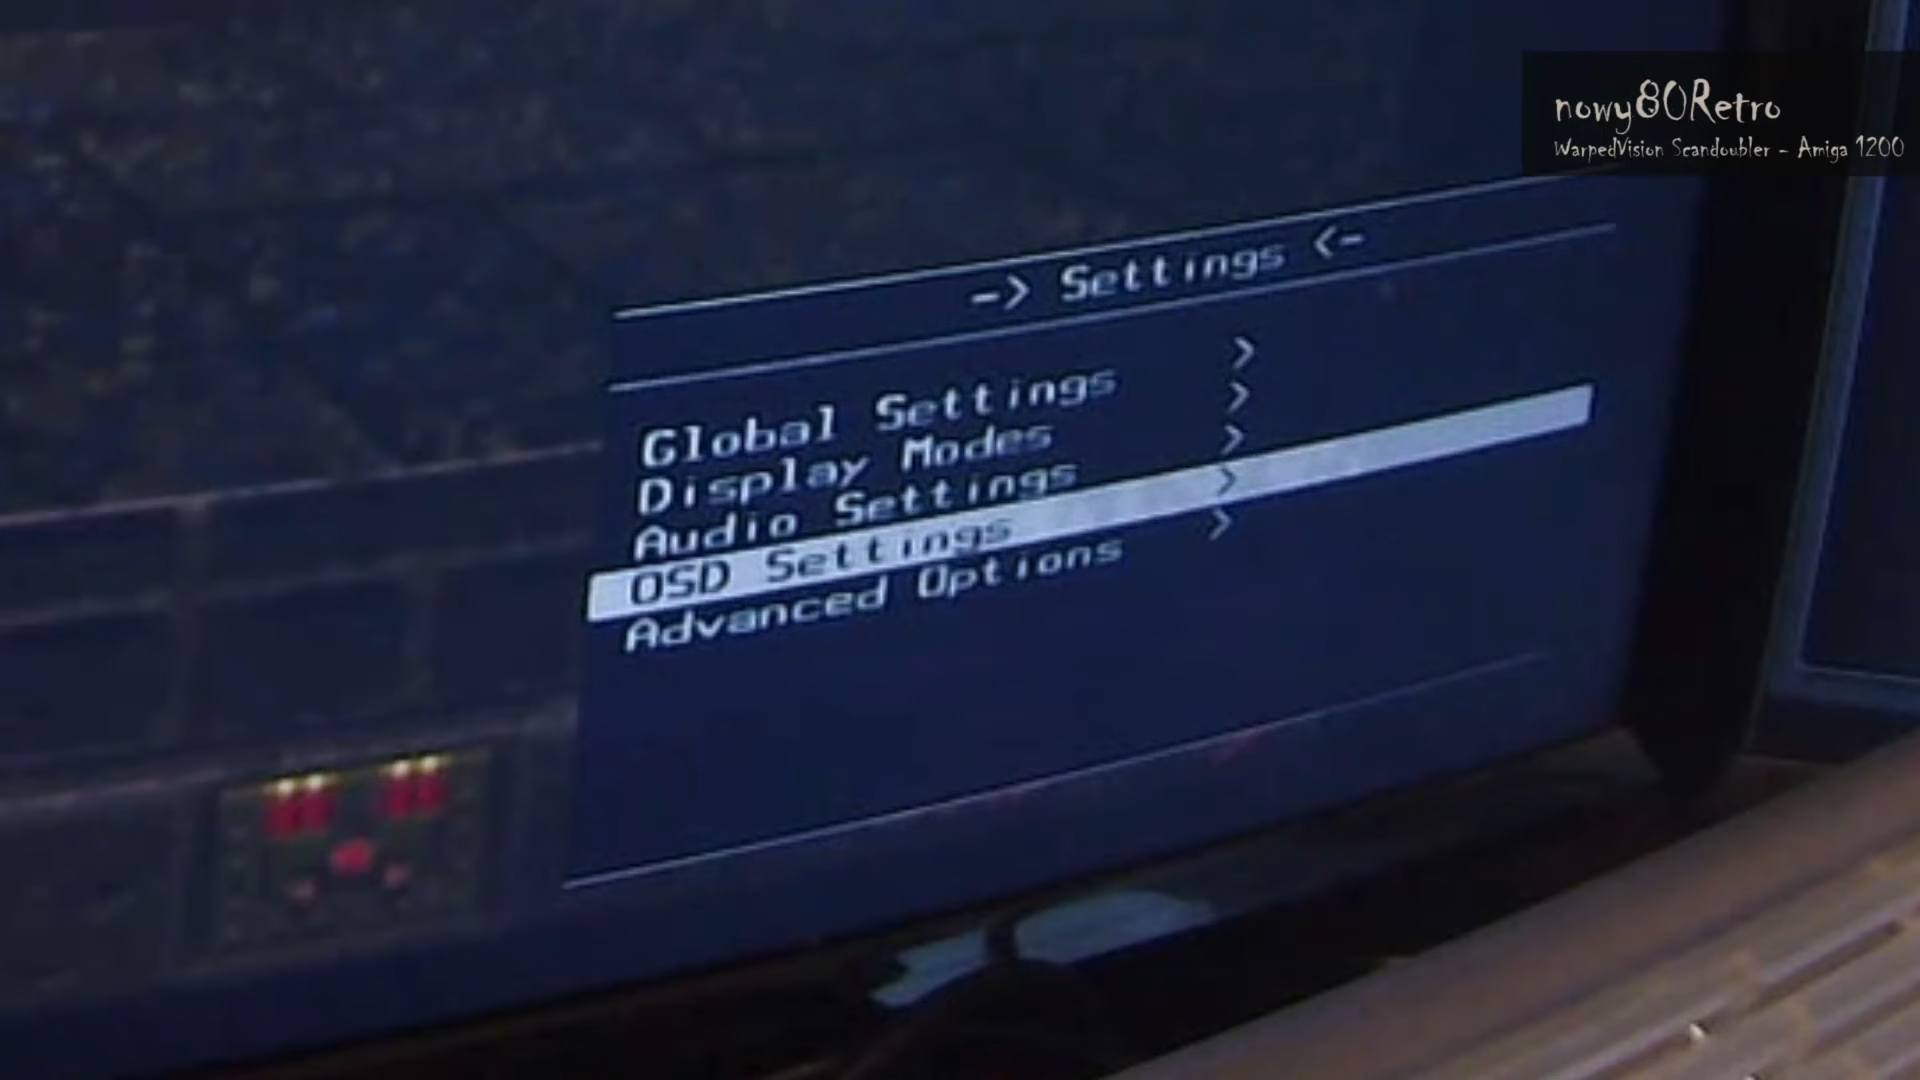 nowy80Retro
WarpedVision Scandoubler - Amiga 1200
-> Settings <-
Global Settings >
Display Modes >
Audio Settings >
OSD Settings >
Advanced Options >